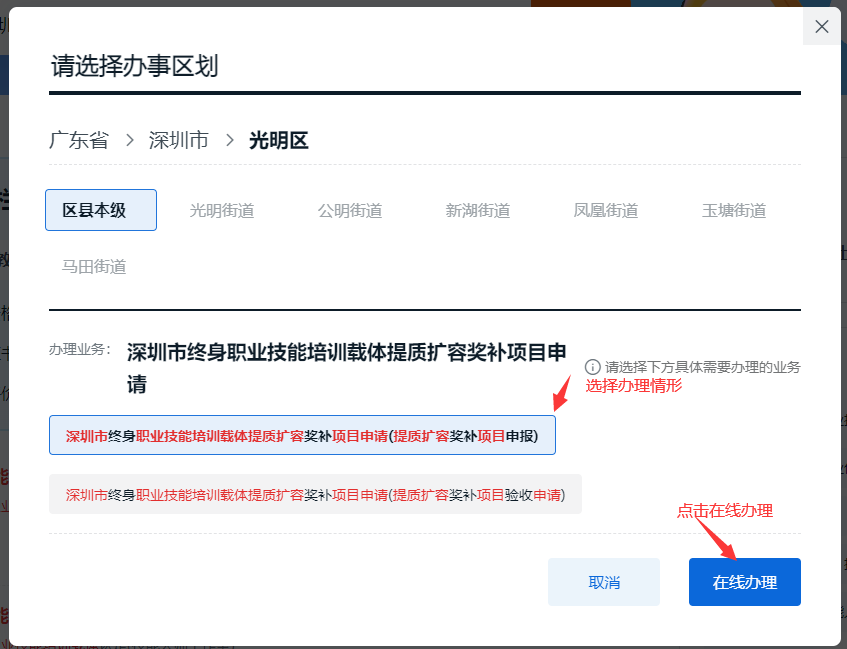 请选择办事区划
广东省 > 深圳市 > 光明区
区县本级 光明街道 公明街道 新湖街道 凤凰街道 玉塘街道
马田街道
办理业务： 深圳市终身职业技能培训载体提质扩容奖补项目申
请
请选择下方具体需要办理的业务
选择办理情形
深圳市终身职业技能培训载体提质扩容奖补项目申请(提质扩容奖补项目申报)
深圳市终身职业技能培训载体提质扩容奖补项目申请(提质扩容奖补项目验收申请)
点击在线办理
取消 在线办理